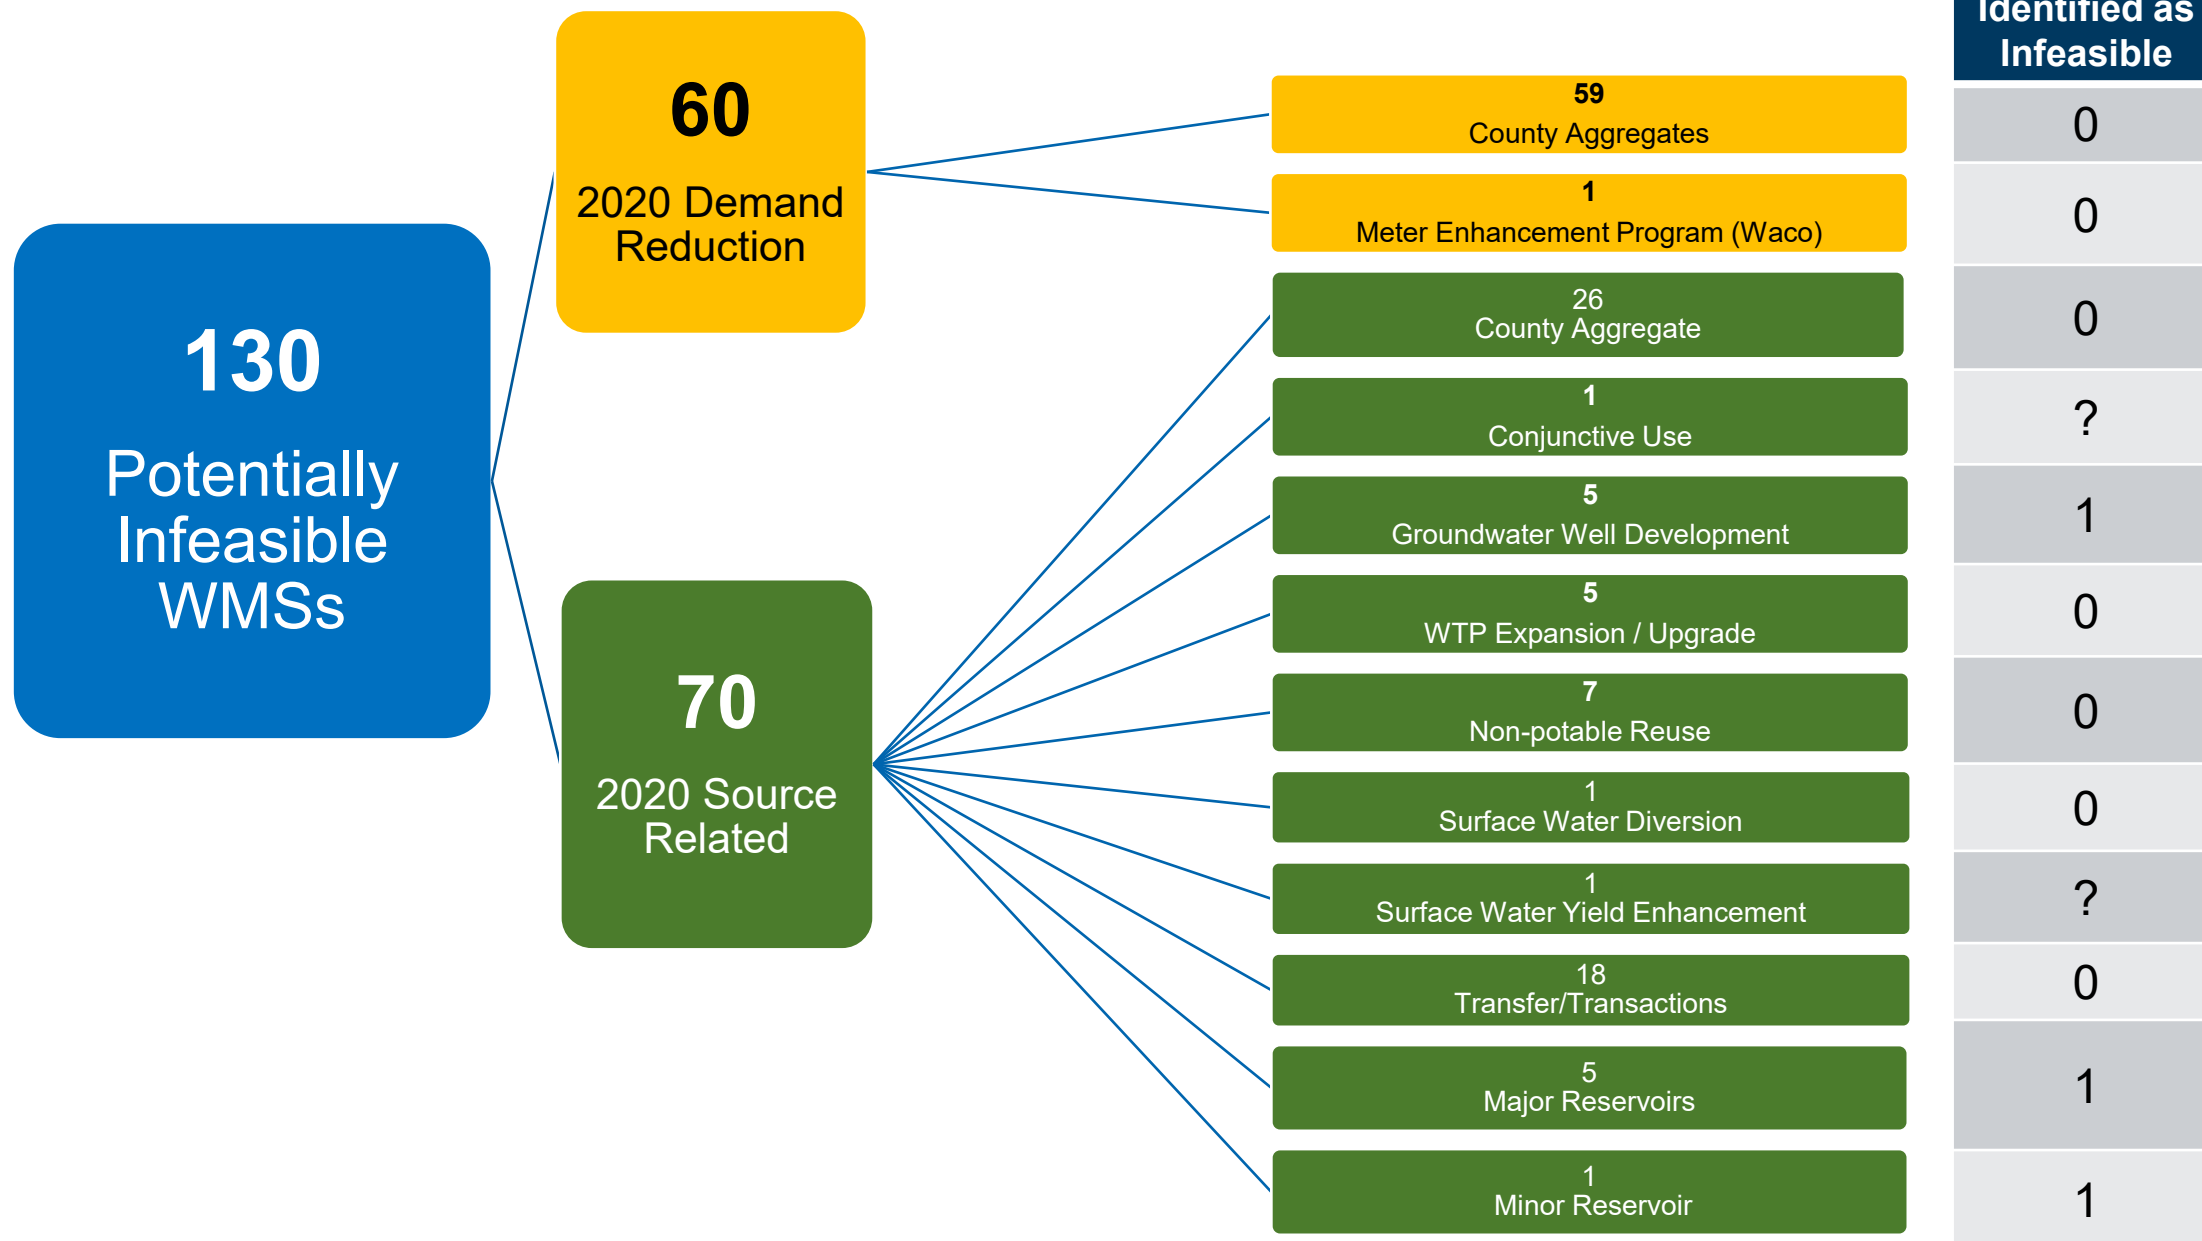 130
Potentially
Infeasible
WMSs
60
2020 Demand
Reduction
70
2020 Source
Related
59
County Aggregates
1
Meter Enhancement Program (Waco)
26
County Aggregate
1
Conjunctive Use
5
Groundwater Well Development
5
WTP Expansion / Upgrade
7
Non-potable Reuse
1
Surface Water Diversion
1
Surface Water Yield Enhancement
18
Transfer/Transactions
5
Major Reservoirs
1
Minor Reservoir
Identified as
Infeasible
0
0
0
?
1
0
0
0
?
0
1
1